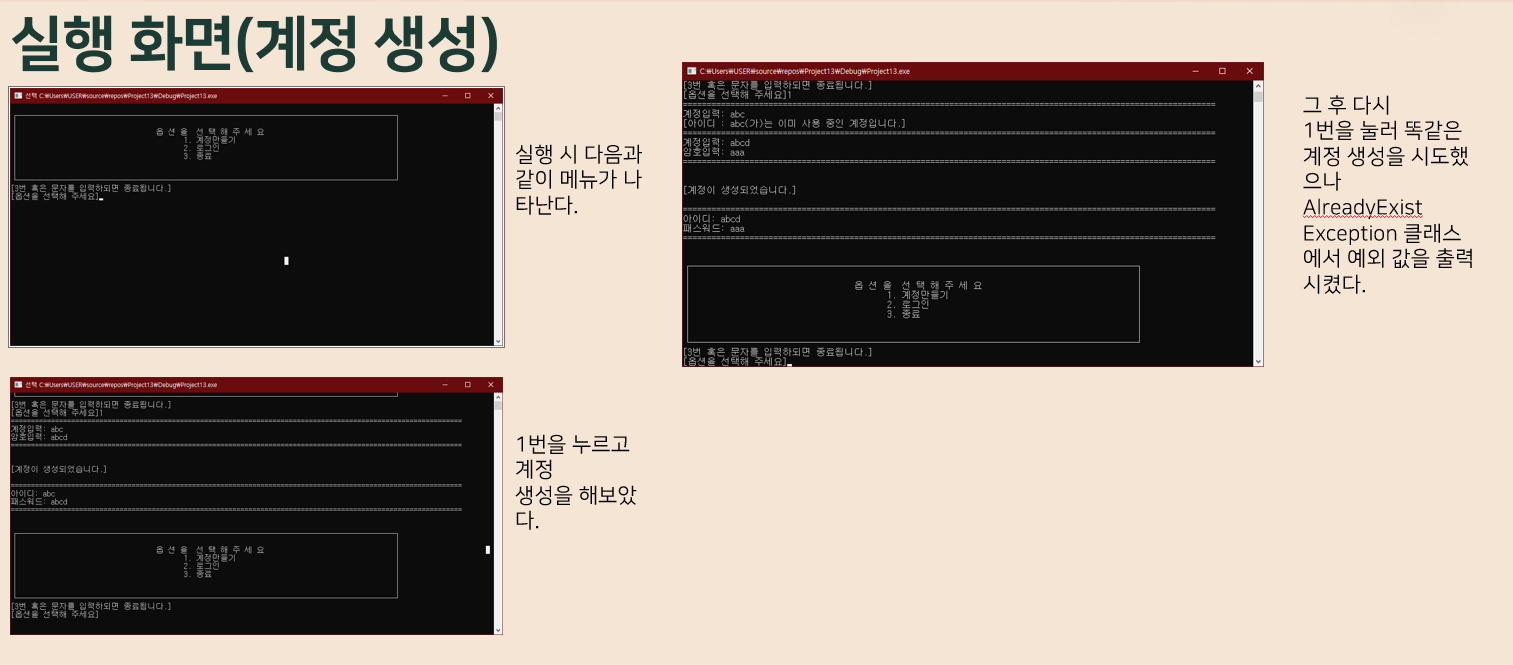 실행 화면(계정 생성)
선택 C:₩Users₩USER₩source₩repos₩Project13₩Debug₩Project13.exe
옵 션 을 선 택 해 주 세 요
1. 계정만들기
2. 로그인
3. 종료
[3번 혹은 문자를 입력하되면 종료됩니다.]
[옵션을 선택해 주세요]
실행 시 다음과
같이 메뉴가 나
타난다.
선택 C:₩Users₩USER₩source₩repos₩Project13₩Debug₩Project13.exe
[3번 혹은 문자를 입력하되면 종료됩니다.]
[옵션을 선택해 주세요]1
계정입력: abc
암호입력: abcd
[계정이 생성되었습니다.]
아이디: abc
패스워드: abcd
옵 션 을 선 택 해 주 세 요
1. 계정만들기
2. 로그인
3. 종료
[3번 혹은 문자를 입력하되면 종료됩니다.]
[옵션을 선택해 주세요]
1번을 누르고
계정
생성을 해보았
다.
C:₩Users₩USER₩source₩repos₩Project13₩Debug₩Project13.exe
[3번 혹은 문자를 입력하되면 종료됩니다.]
[옵션을 선택해 주세요]1
계정입력: abc
[아이디 : abc(가)는 이미 사용 중인 계정입니다.]
계정입력: abcd
암호입력: aaa
[계정이 생성되었습니다.]
아이디: abcd
패스워드: aaa
옵 션 을 선 택 해 주 세 요
1. 계정만들기
2. 로그인
3. 종료
[3번 혹은 문자를 입력하되면 종료됩니다.]
[옵션을 선택해 주세요]
그 후 다시
1번을 눌러 똑같은
계정 생성을 시도했
으나
AlreadyExist
Exception 클래스
에서 예외 값을 출력
시켰다.